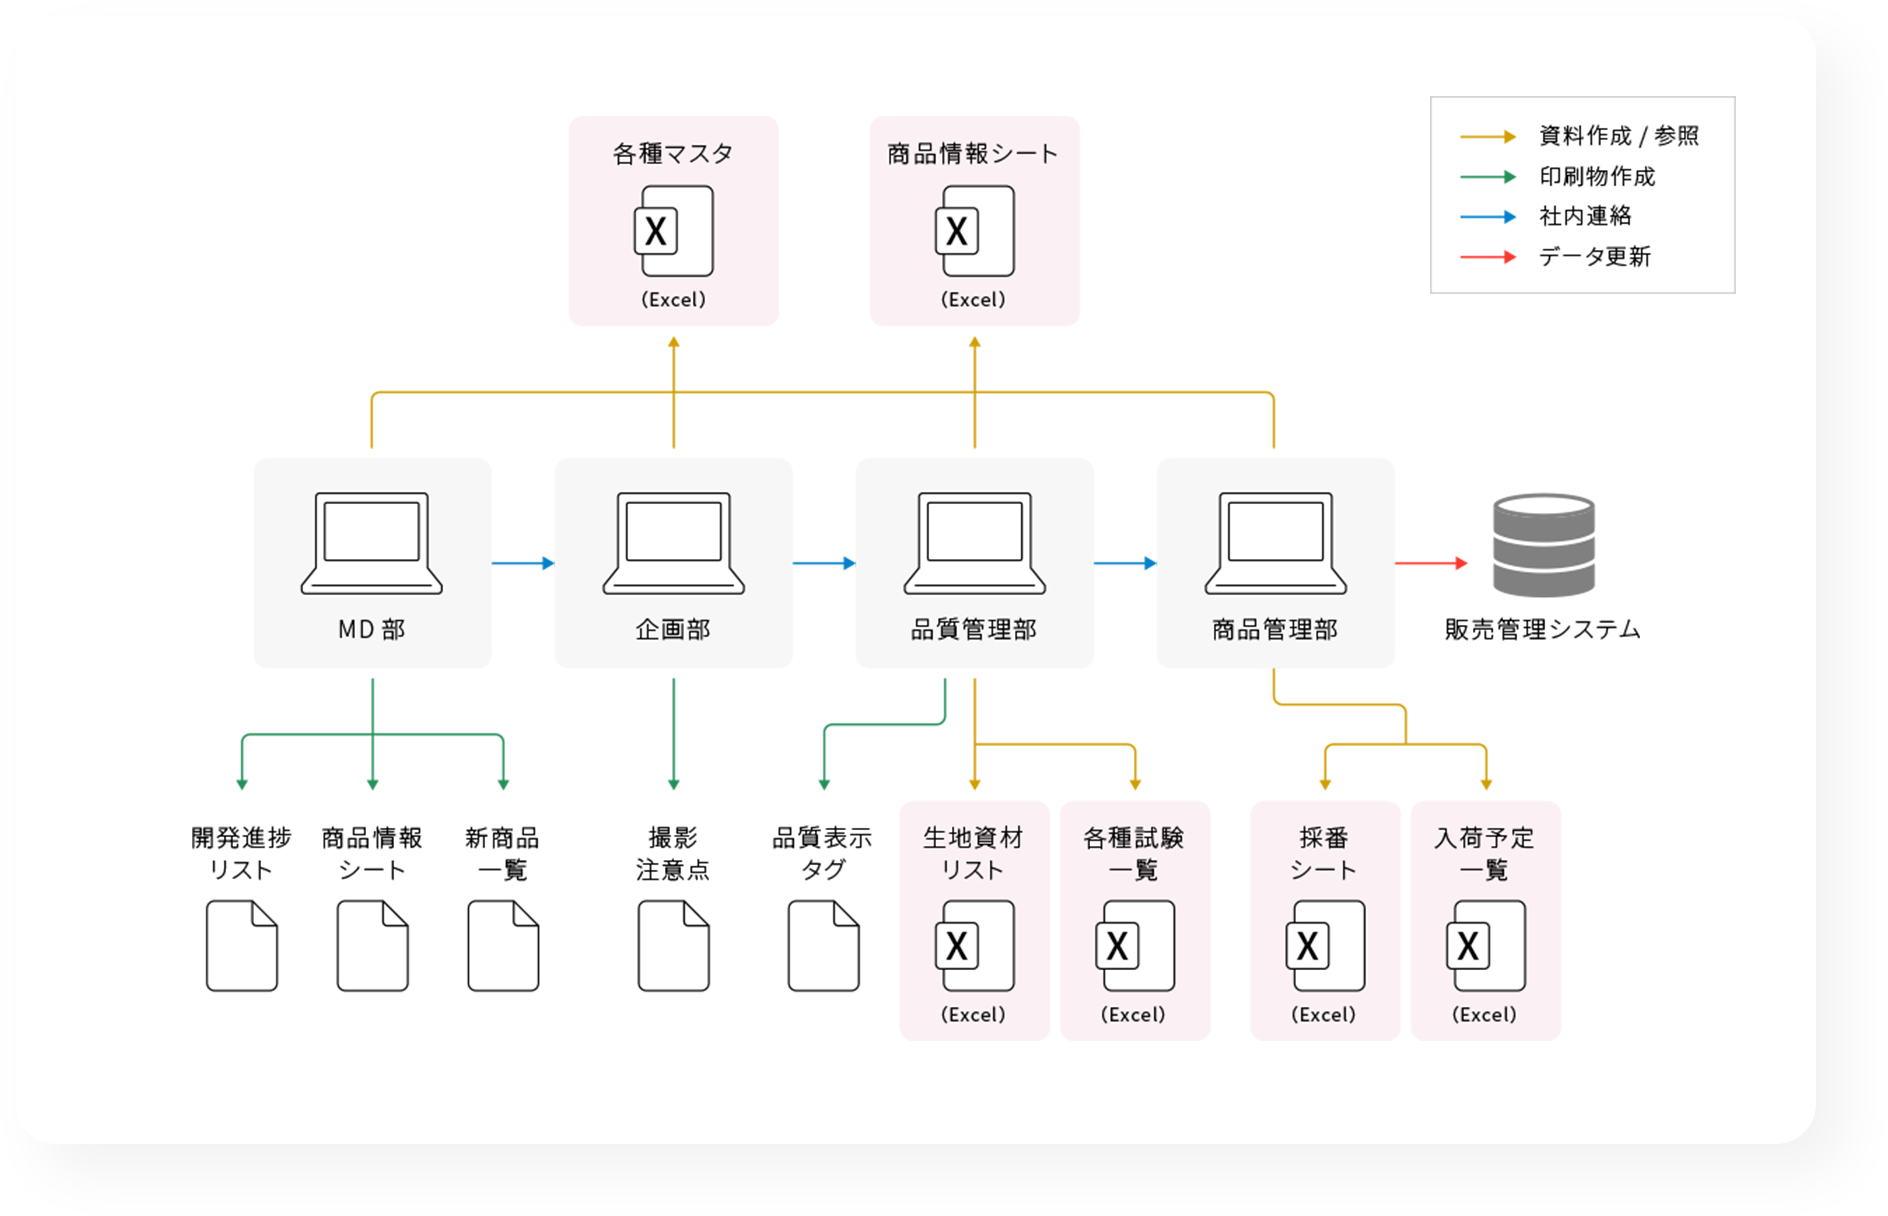 各種マスタ
X
(Excel)
商品情報シート
X
(Excel)
資料作成 / 参照
印刷物作成
社内連絡
データ更新
MD 部
企画部
品質管理部
商品管理部
販売管理システム
開発進捗
リスト
商品情報
シート
新商品
一覧
撮影
注意点
品質表示
タグ
生地資材
リスト
X
(Excel)
各種試験
一覧
X
(Excel)
採番
シート
X
(Excel)
入荷予定
一覧
X
(Excel)